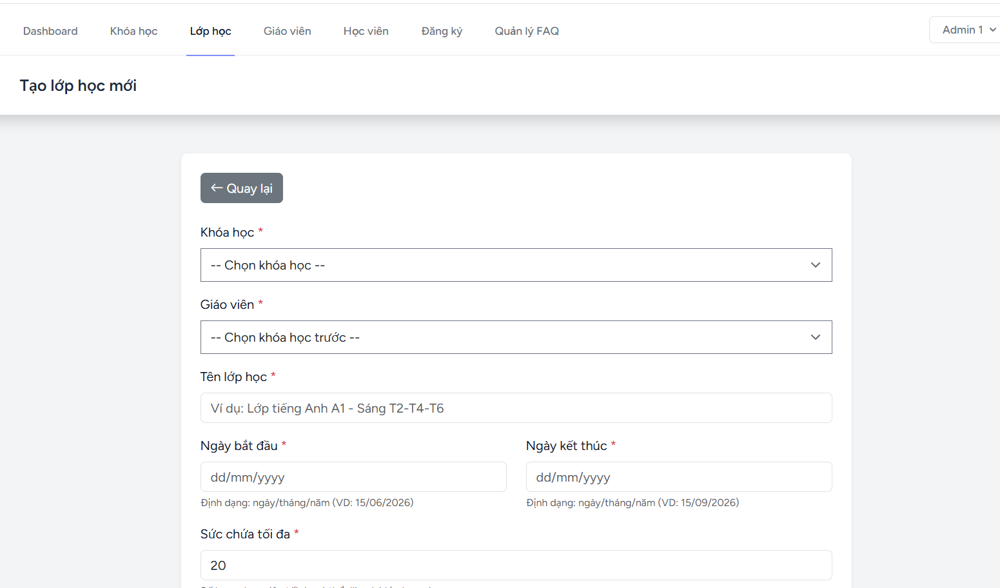 Dashboard Khóa học Lớp học Giáo viên Học viên Đăng ký Quản lý FAQ Admin 1
Tạo lớp học mới
← Quay lại
Khóa học *
-- Chọn khóa học --
Giáo viên *
-- Chọn khóa học trước --
Tên lớp học *
Ví dụ: Lớp tiếng Anh A1 - Sáng T2-T4-T6
Ngày bắt đầu * Ngày kết thúc *
dd/mm/yyyy dd/mm/yyyy
Định dạng: ngày/tháng/năm (VD: 15/06/2026) Định dạng: ngày/tháng/năm (VD: 15/09/2026)
Sức chứa tối đa *
20